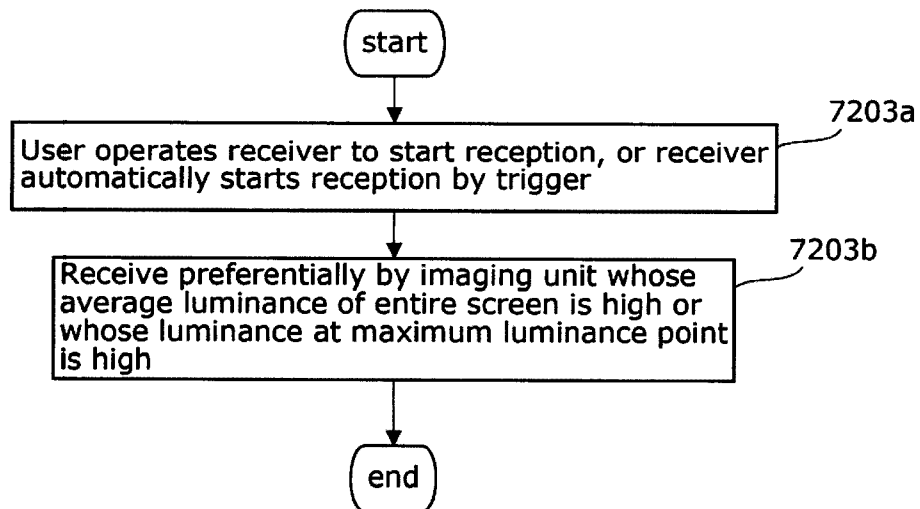 start
7203a
User operates receiver to start reception, or receiver
automatically starts reception by trigger
7203b
Receive preferentially by imaging unit whose
average luminance of entire screen is high or
whose luminance at maximum luminance point
is high
end